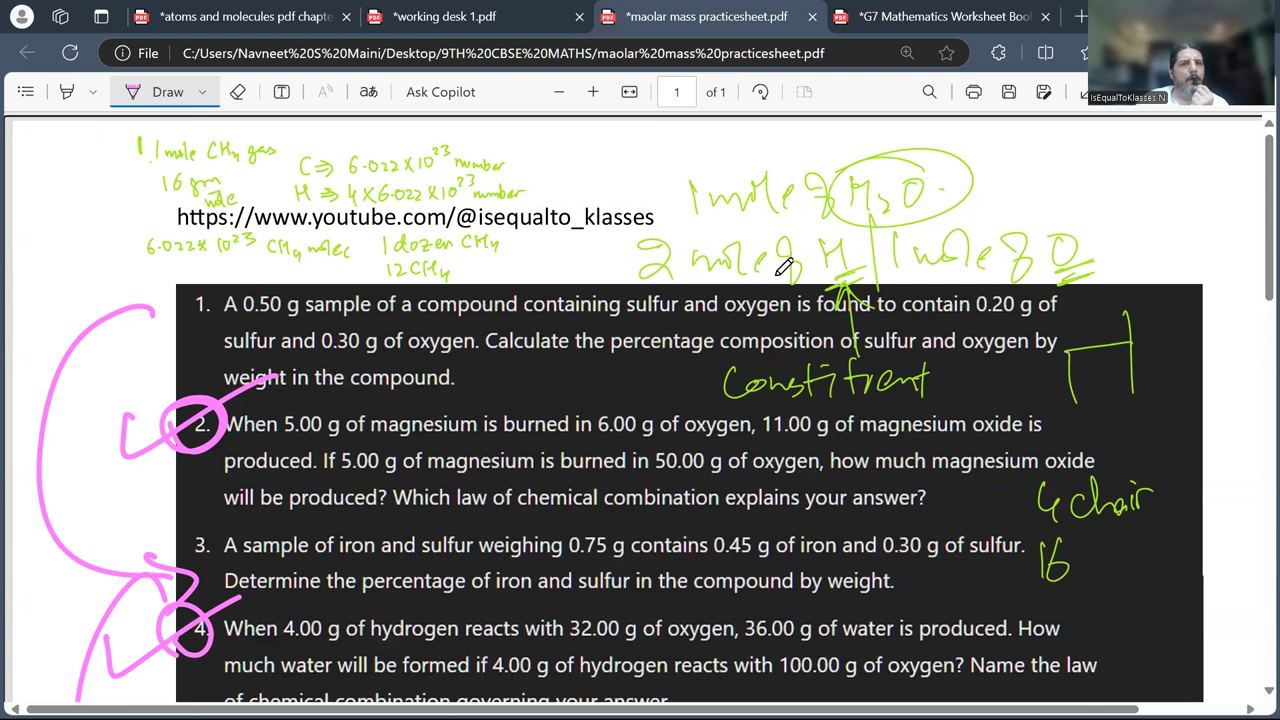 *atoms and molecules pdf chapte
*working desk 1.pdf
*maolar mass practicesheet.pdf
*G7 Mathematics Worksheet Boo
File
C:/Users/Navneet%20S%20Maini/Desktop/9TH%20CBSE%20MATHS/maolar%20mass%20practicesheet.pdf
IsEqualToKlasses N
Draw
aあ
Ask Copilot
1
of 1
1. 1 mole CH4 gas
C ⇒ 6.022 X 10^23 number
16 gm
H ⇒ 4 X 6.022 X 10^23 number
mole
1 mole of H2O
https://www.youtube.com/@isequalto_klasses
6.022 X 10^23 CH4 molec
1 dozen CH4
12 CH4
2 mole of H
1 mole of O
1. A 0.50 g sample of a compound containing sulfur and oxygen is found to contain 0.20 g of
sulfur and 0.30 g of oxygen. Calculate the percentage composition of sulfur and oxygen by
weight in the compound.
Constituent
2. When 5.00 g of magnesium is burned in 6.00 g of oxygen, 11.00 g of magnesium oxide is
produced. If 5.00 g of magnesium is burned in 50.00 g of oxygen, how much magnesium oxide
will be produced? Which law of chemical combination explains your answer?
4 chair
16
3. A sample of iron and sulfur weighing 0.75 g contains 0.45 g of iron and 0.30 g of sulfur.
Determine the percentage of iron and sulfur in the compound by weight.
4. When 4.00 g of hydrogen reacts with 32.00 g of oxygen, 36.00 g of water is produced. How
much water will be formed if 4.00 g of hydrogen reacts with 100.00 g of oxygen? Name the law
of chemical combination governing your answer.